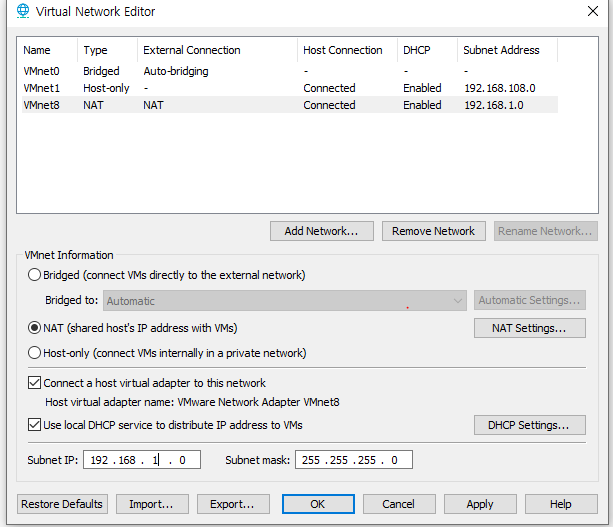 Virtual Network Editor
Name Type External Connection Host Connection DHCP Subnet Address
VMnet0 Bridged Auto-bridging - - -
VMnet1 Host-only - Connected Enabled 192.168.108.0
VMnet8 NAT NAT Connected Enabled 192.168.1.0
Add Network... Remove Network Rename Network...
VMnet Information
Bridged (connect VMs directly to the external network)
Bridged to: Automatic Automatic Settings...
NAT (shared host's IP address with VMs) NAT Settings...
Host-only (connect VMs internally in a private network)
Connect a host virtual adapter to this network
Host virtual adapter name: VMware Network Adapter VMnet8
Use local DHCP service to distribute IP address to VMs DHCP Settings...
Subnet IP: 192 . 168 . 1 . 0 Subnet mask: 255 . 255 . 255 . 0
Restore Defaults Import... Export... OK Cancel Apply Help